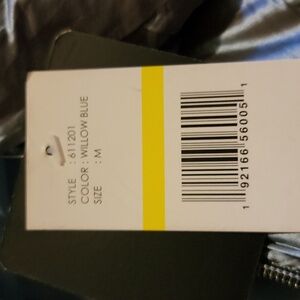 STYLE : 611201
COLOR : WILLOW BLUE
SIZE : M
1 92166 56005 1